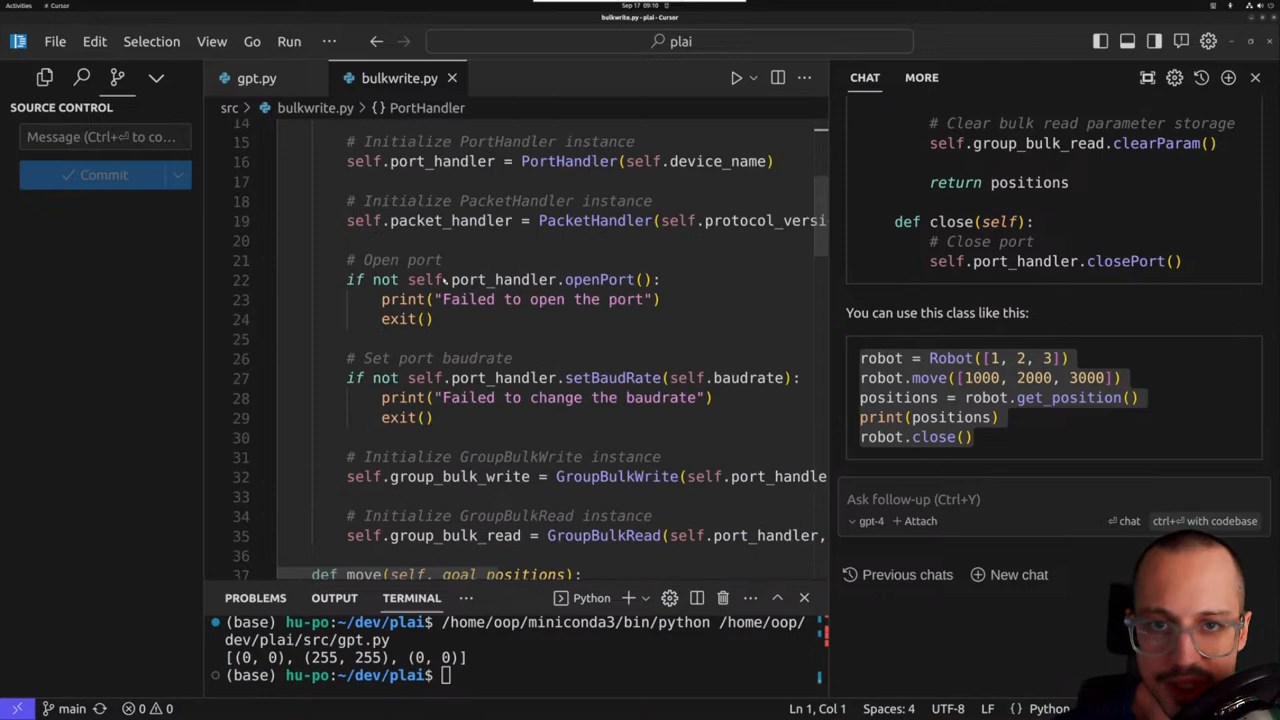 Activities
Cursor
Sep 17 09:10
bulkwrite.py - plai - Cursor
File Edit Selection View Go Run ···
plai
gpt.py
bulkwrite.py
CHAT MORE
SOURCE CONTROL
src > bulkwrite.py > {} PortHandler
Message (Ctrl+⏎ to co...
Commit
14
15 # Initialize PortHandler instance
16 self.port_handler = PortHandler(self.device_name)
17
18 # Initialize PacketHandler instance
19 self.packet_handler = PacketHandler(self.protocol_versi
20
21 # Open port
22 if not self.port_handler.openPort():
23 print("Failed to open the port")
24 exit()
25
26 # Set port baudrate
27 if not self.port_handler.setBaudRate(self.baudrate):
28 print("Failed to change the baudrate")
29 exit()
30
31 # Initialize GroupBulkWrite instance
32 self.group_bulk_write = GroupBulkWrite(self.port_handle
33
34 # Initialize GroupBulkRead instance
35 self.group_bulk_read = GroupBulkRead(self.port_handler,
36
37 def move(self, goal_positions):
# Clear bulk read parameter storage
self.group_bulk_read.clearParam()
return positions
def close(self):
# Close port
self.port_handler.closePort()
You can use this class like this:
robot = Robot([1, 2, 3])
robot.move([1000, 2000, 3000])
positions = robot.get_position()
print(positions)
robot.close()
Ask follow-up (Ctrl+Y)
gpt-4 + Attach
⏎ chat ctrl+⏎ with codebase
Previous chats
New chat
PROBLEMS OUTPUT TERMINAL ···
Python
(base) hu-po:~/dev/plai$ /home/oop/miniconda3/bin/python /home/oop/
dev/plai/src/gpt.py
[(0, 0), (255, 255), (0, 0)]
(base) hu-po:~/dev/plai$
main
0 0
Ln 1, Col 1 Spaces: 4 UTF-8 LF {} Python